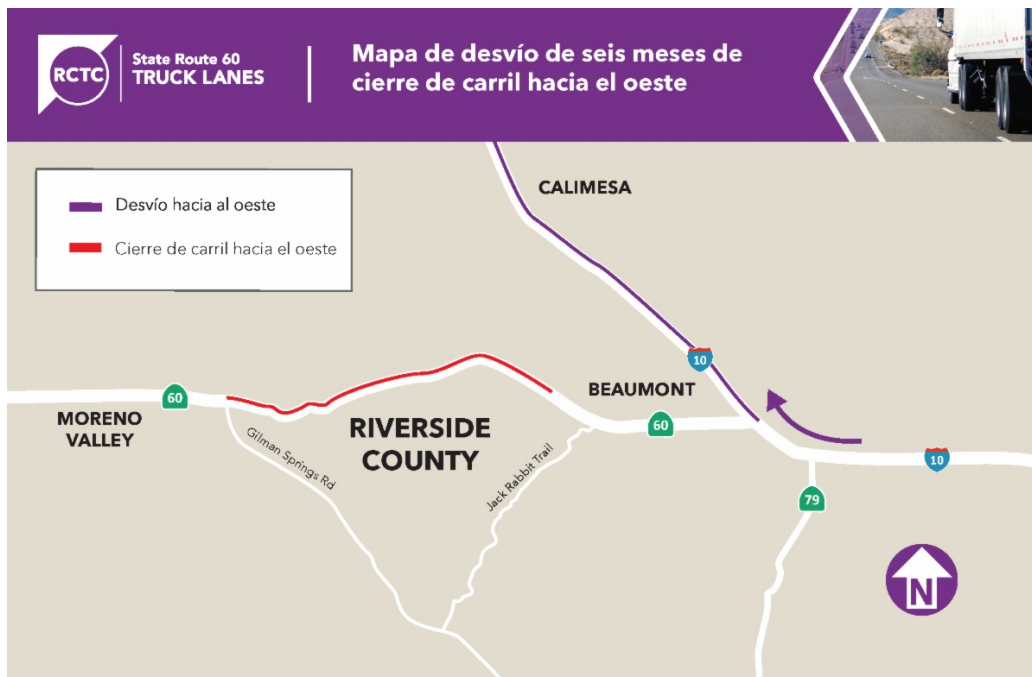 RCTC
State Route 60
TRUCK LANES
Mapa de desvío de seis meses de
cierre de carril hacia el oeste
Desvío hacia al oeste
Cierre de carril hacia el oeste
CALIMESA
10
BEAUMONT
60
MORENO
VALLEY
60
RIVERSIDE
COUNTY
Gilman Springs Rd
Jack Rabbit Trail
10
79
N